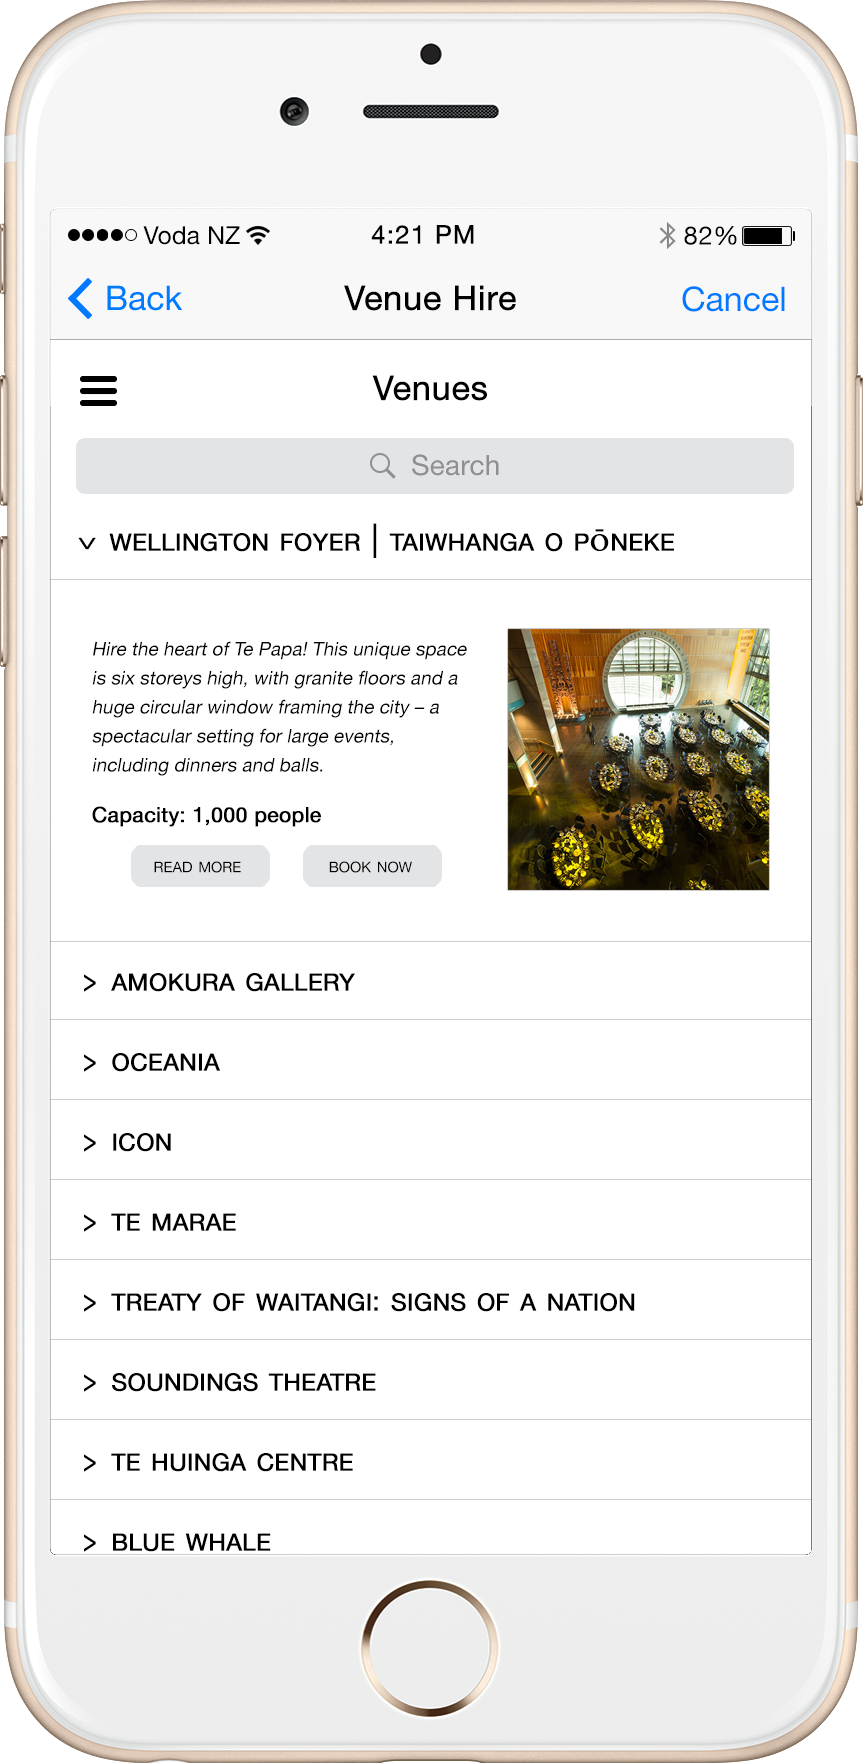 Voda NZ 4:21 PM 82%
Back Venue Hire Cancel
Venues
Search
WELLINGTON FOYER | TAIWHANGA O PŌNEKE
Hire the heart of Te Papa! This unique space
is six storeys high, with granite floors and a
huge circular window framing the city – a
spectacular setting for large events,
including dinners and balls.
Capacity: 1,000 people
READ MORE BOOK NOW
> AMOKURA GALLERY
> OCEANIA
> ICON
> TE MARAE
> TREATY OF WAITANGI: SIGNS OF A NATION
> SOUNDINGS THEATRE
> TE HUINGA CENTRE
> BLUE WHALE